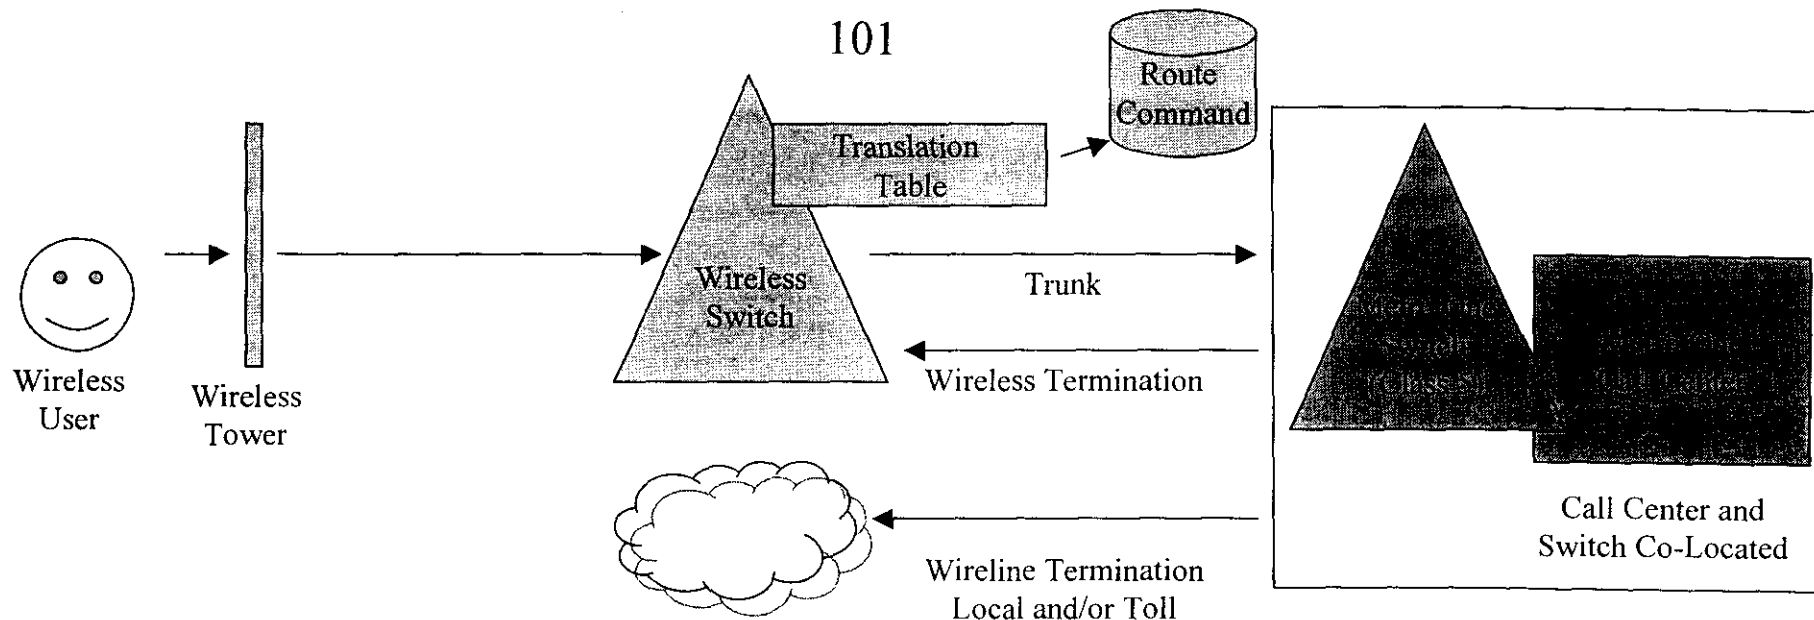 101
Route
Command
Translation
Table
Wireless
Switch
Trunk
Wireless Termination
Wireless
User
Wireless
Tower
Call Center and
Switch Co-Located
Wireline Termination
Local and/or Toll